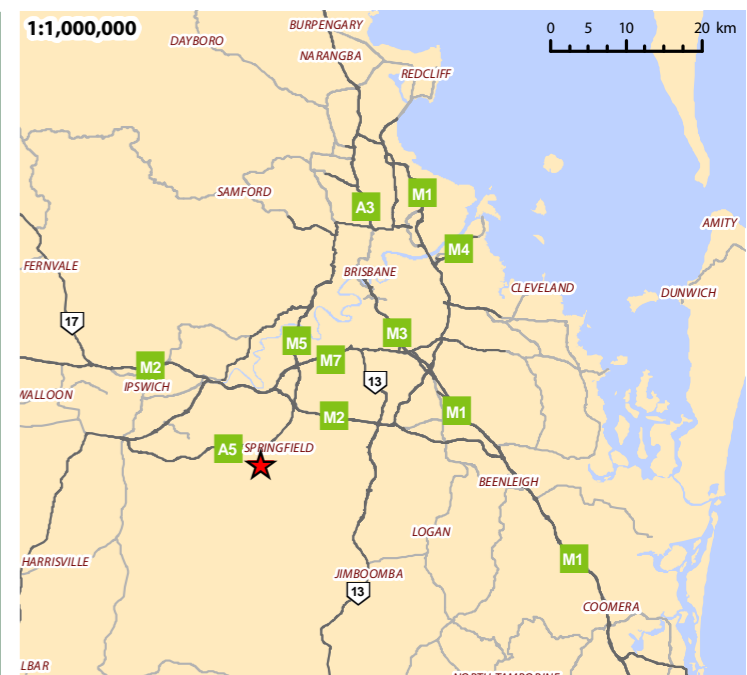 1:1,000,000
BURPENGARY
0 5 10 20 km
DAYBORO
NARANGBA
REDCLIFF
SAMFORD
M1
A3
AMITY
M4
FERNVALE
BRISBANE
CLEVELAND
DUNWICH
17
M5
M3
M7
M2
IPSWICH
13
WALLOON
M2
M1
A5
SPRINGFIELD
BEENLEIGH
LOGAN
HARRISVILLE
M1
JIMBOOMBA
13
COOMERA
LBAR
NORTH TAMBORINE